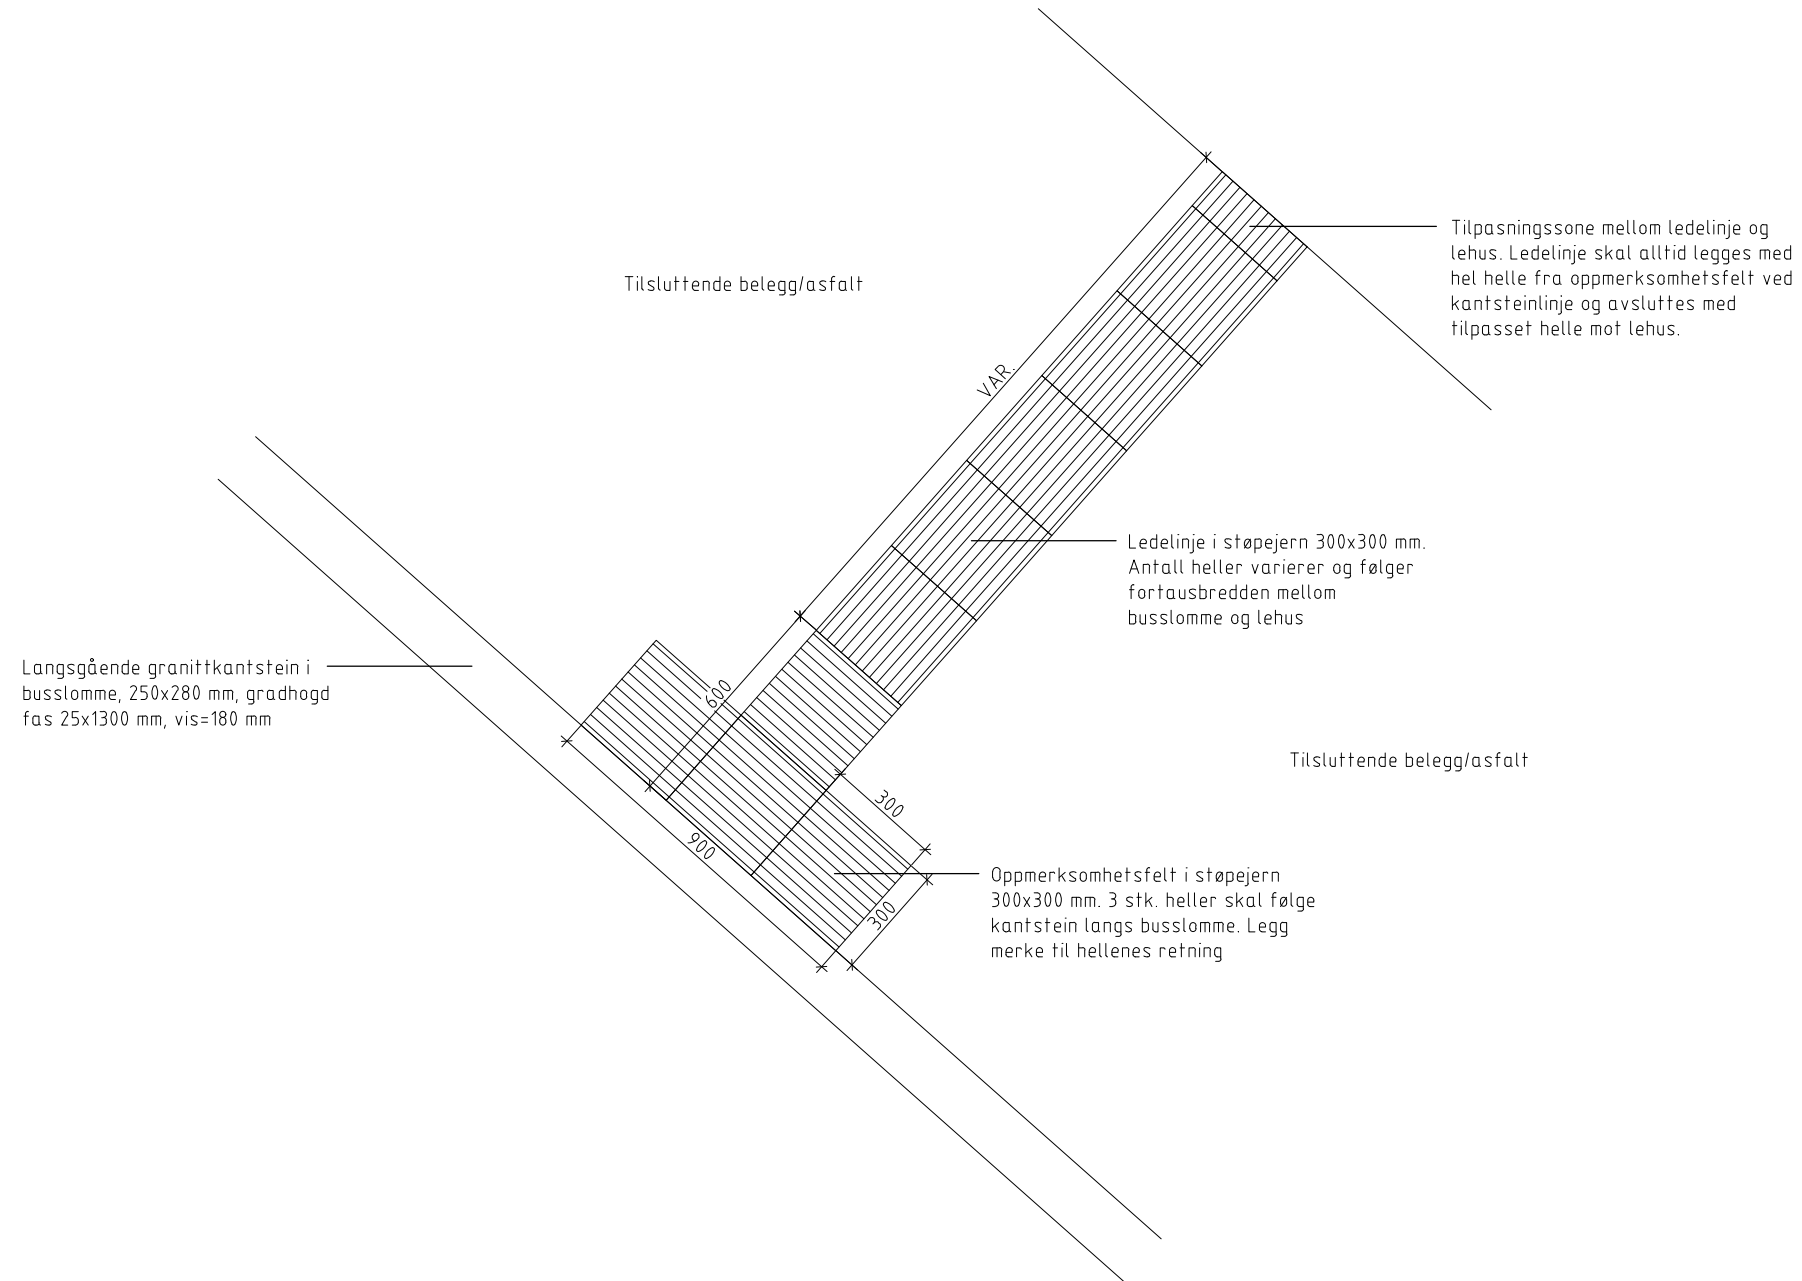 Tilpasningssone mellom ledelinje og
lehus. Ledelinje skal alltid legges med
hel helle fra oppmerksomhetsfelt ved
kantsteinlinje og avsluttes med
tilpasset helle mot lehus.
Tilsluttende belegg/asfalt
VAR.
Ledelinje i støpejern 300x300 mm.
Antall heller varierer og følger
fortausbredden mellom
busslomme og lehus
Langsgående granittkantstein i
busslomme, 250x280 mm, gradhogd
fas 25x1300 mm, vis=180 mm
600
Tilsluttende belegg/asfalt
300
900
Oppmerksomhetsfelt i støpejern
300x300 mm. 3 stk. heller skal følge
kantstein langs busslomme. Legg
merke til hellenes retning
300